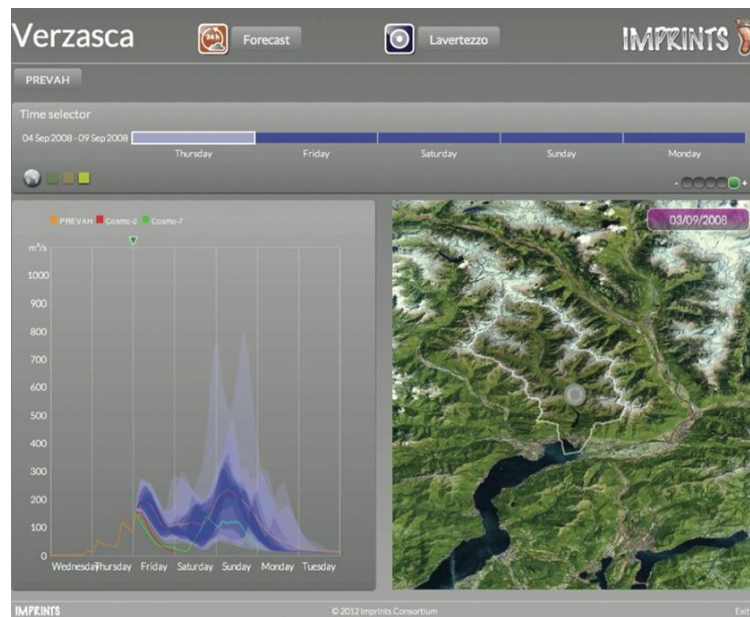 Verzasca
24h
Forecast
Lavertezzo
IMPRINTS
PREVAH
Time selector
04 Sep 2008 - 09 Sep 2008
Thursday Friday Saturday Sunday Monday
- +
PREVAH Cosmo-2 Cosmo-7
m³/s
03/09/2008
1000
900
800
700
600
500
400
300
200
100
0
Wednesday Thursday Friday Saturday Sunday Monday Tuesday
IMPRINTS
© 2012 Imprints Consortium
Exit